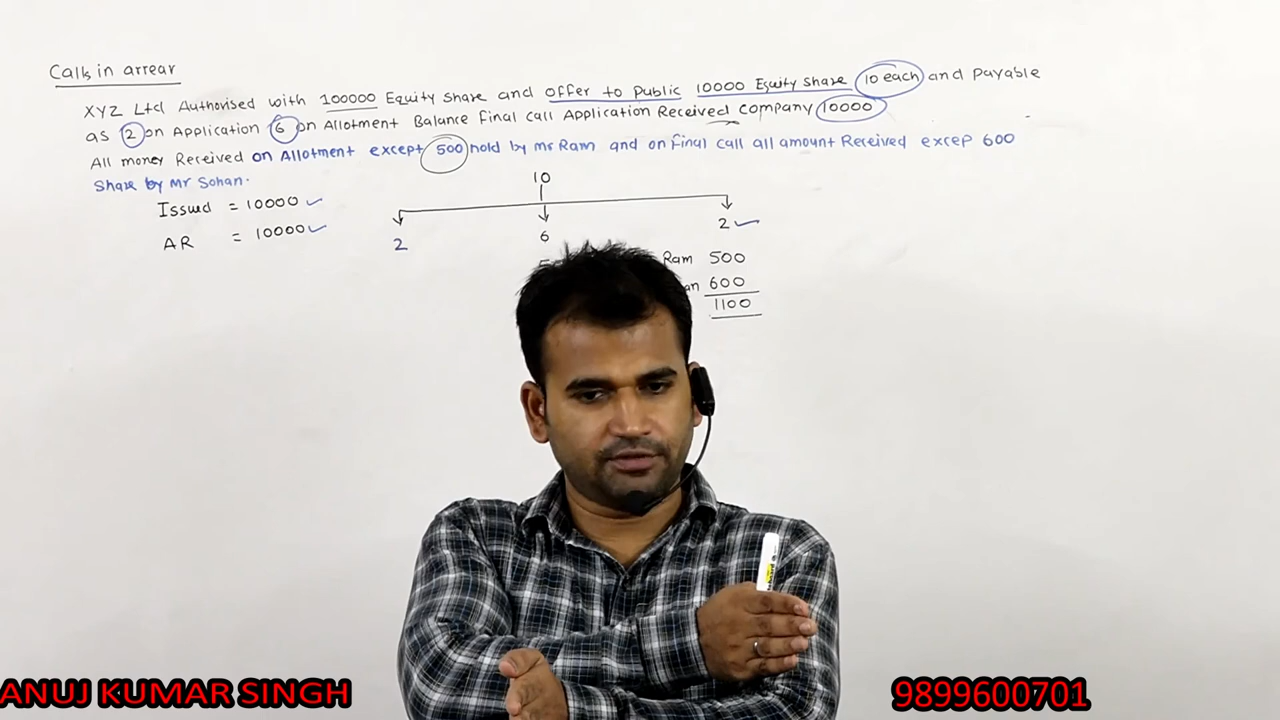 Calls in arrear
XYZ Ltd Authorised with 100000 Equity Share and offer to Public 10000 Equity Share 10 each and payable
as 2 on Application 6 on Allotment Balance Final call Application Received company 10000
All money Received on Allotment except 500 hold by mr Ram and on Final call all amount Received excep 600
Share by Mr Sohan.
10
Issued = 10000 ✓
2 ✓
AR = 10000 ✓
2
6
Ram 500
an 600
1100
ANUJ KUMAR SINGH
9899600701